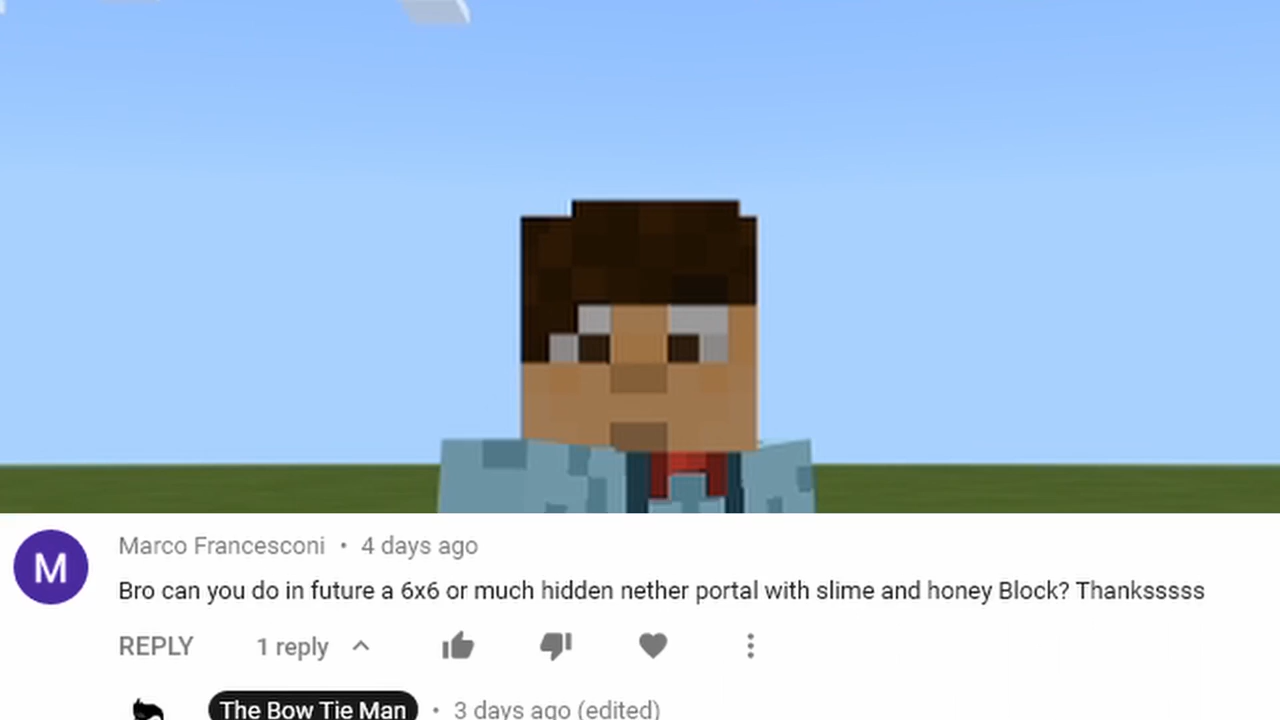 M
Marco Francesconi • 4 days ago
Bro can you do in future a 6x6 or much hidden nether portal with slime and honey Block? Thanksssss
REPLY 1 reply
The Bow Tie Man • 3 days ago (edited)